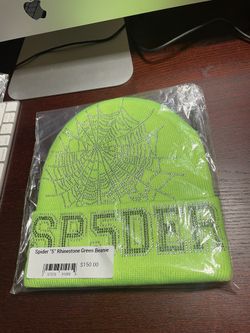 SP5DER
Spider "5" Rhinestone Green Beanie
$150.00